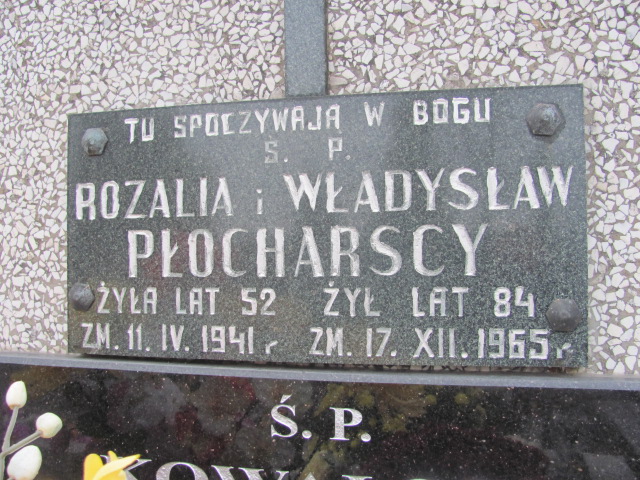 TU SPOCZYWAJĄ W BOGU
Ś. P.
ROZALIA i WŁADYSŁAW
PŁOCHARSCY
ŻYŁA LAT 52 ŻYŁ LAT 84
ZM. 11. IV. 1941 r ZM. 17. XII. 1965 r
Ś. P.